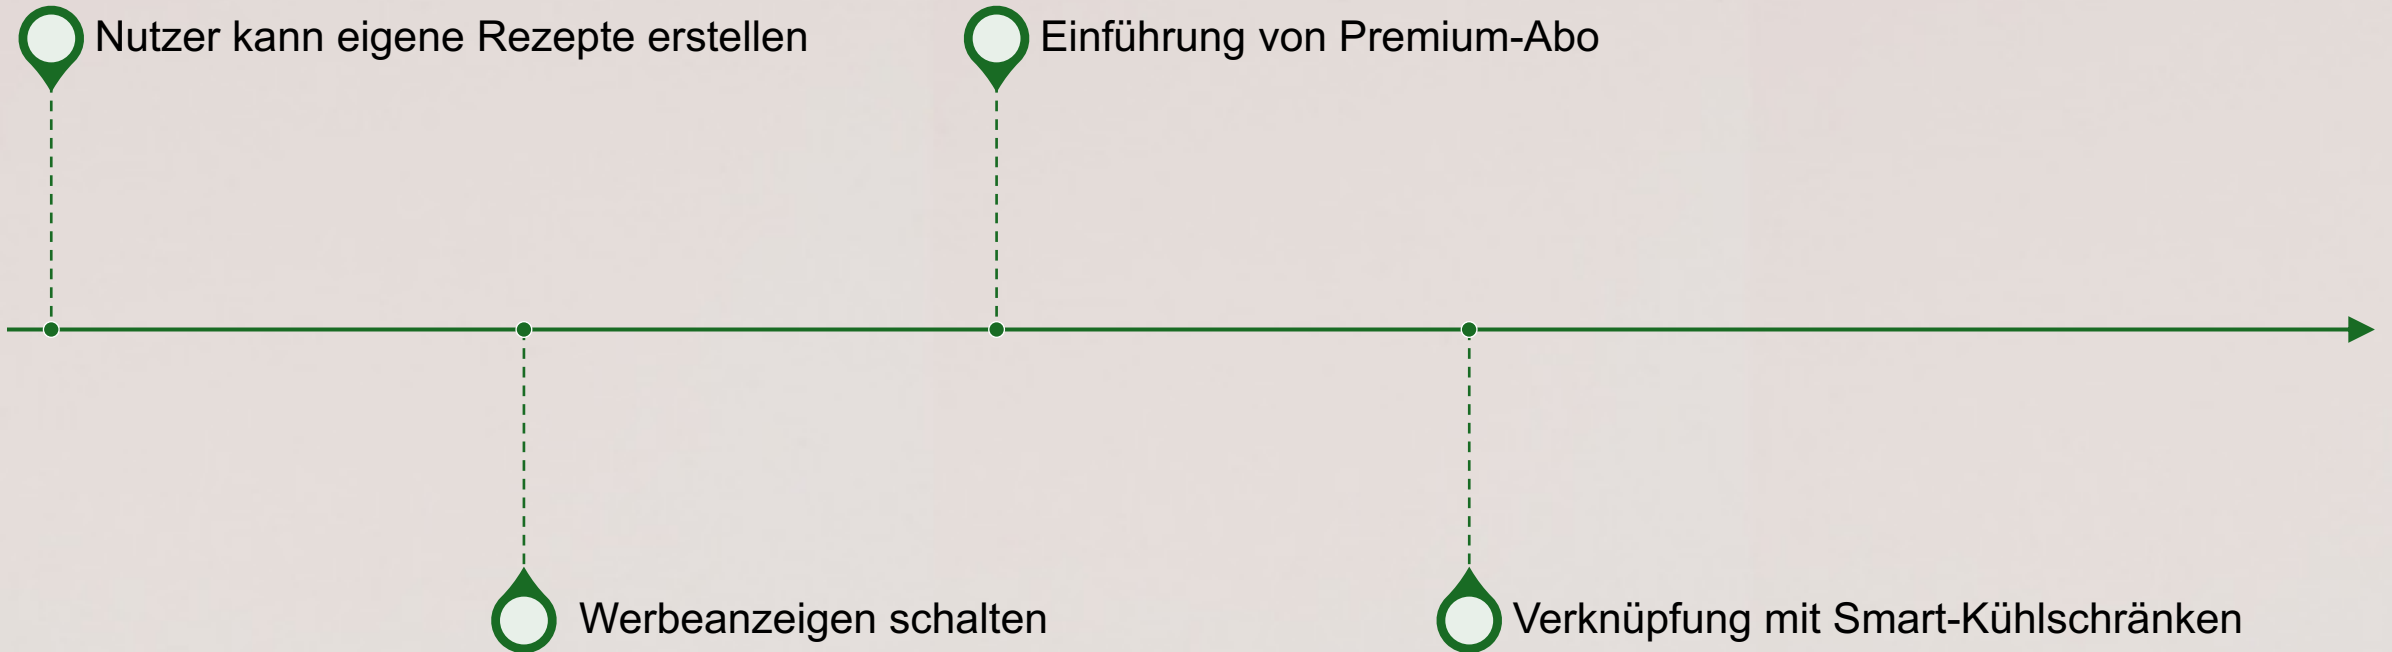 Nutzer kann eigene Rezepte erstellen
Einführung von Premium-Abo
Werbeanzeigen schalten
Verknüpfung mit Smart-Kühlschränken